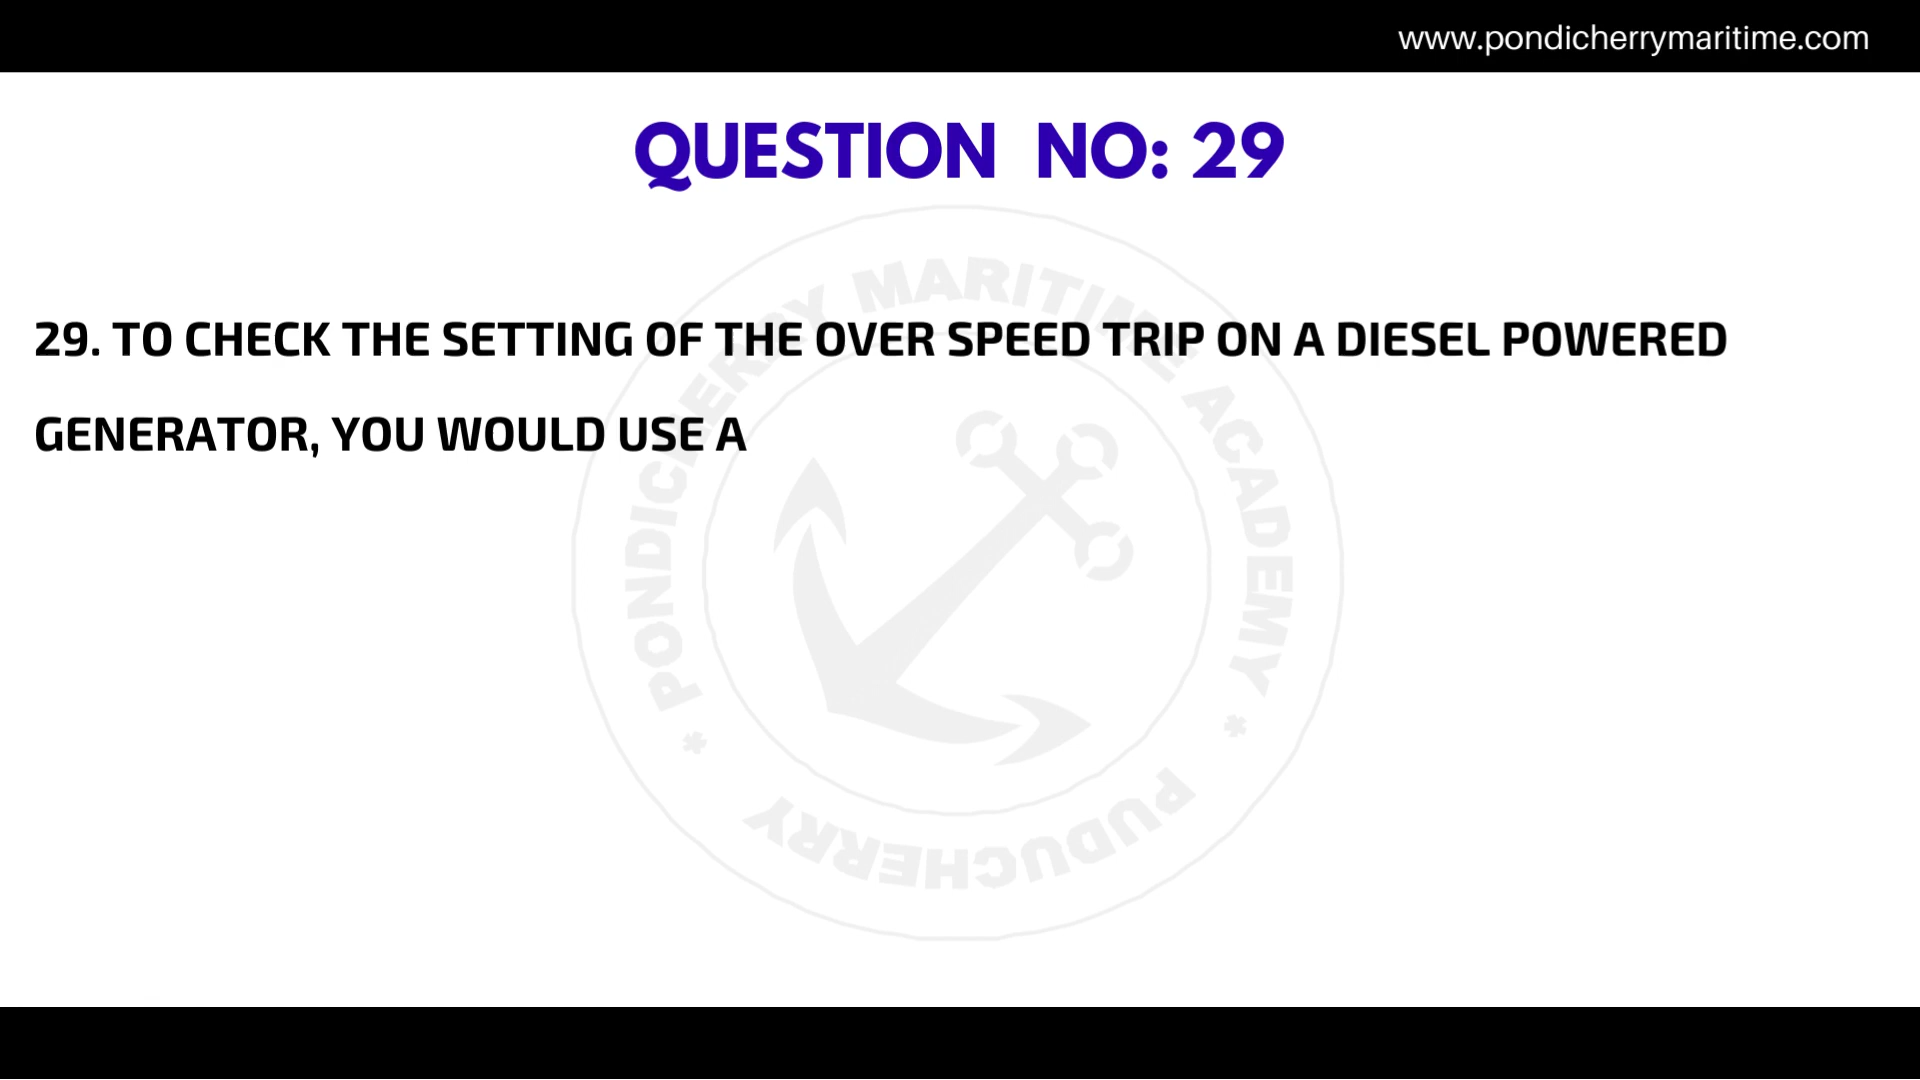 www.pondicherrymaritime.com
QUESTION NO: 29
29. TO CHECK THE SETTING OF THE OVER SPEED TRIP ON A DIESEL POWERED
GENERATOR, YOU WOULD USE A
PONDICHERRY MARITIME ACADEMY
* PUDUCHERRY *